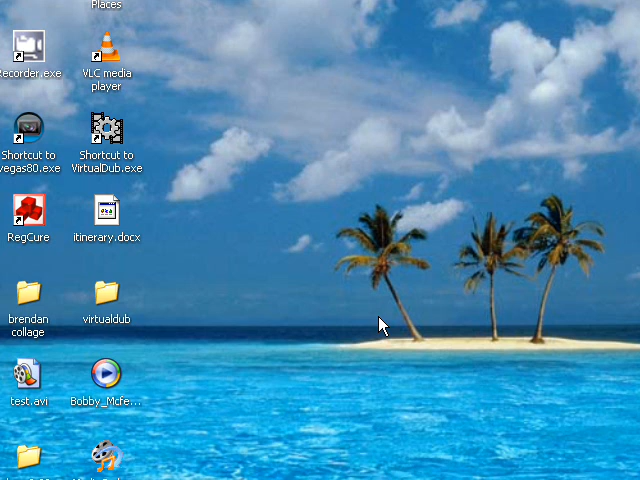 Places
Recorder.exe
VLC media
player
Shortcut to
vegas80.exe
Shortcut to
VirtualDub.exe
RegCure
itinerary.docx
brendan
collage
virtualdub
test.avi
Bobby_Mcfe...